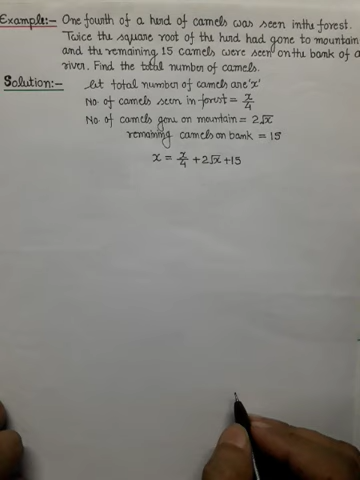 Example:- One fourth of a herd of camels was seen in the forest.
Twice the square root of the herd had gone to mountain
and the remaining 15 camels were seen on the bank of a
river. Find the total number of camels.
Solution:- let total number of camels are 'x'
No. of camels seen in forest = x/4
No. of camels gone on mountain = 2√x
remaining camels on bank = 15
x = x/4 + 2√x + 15